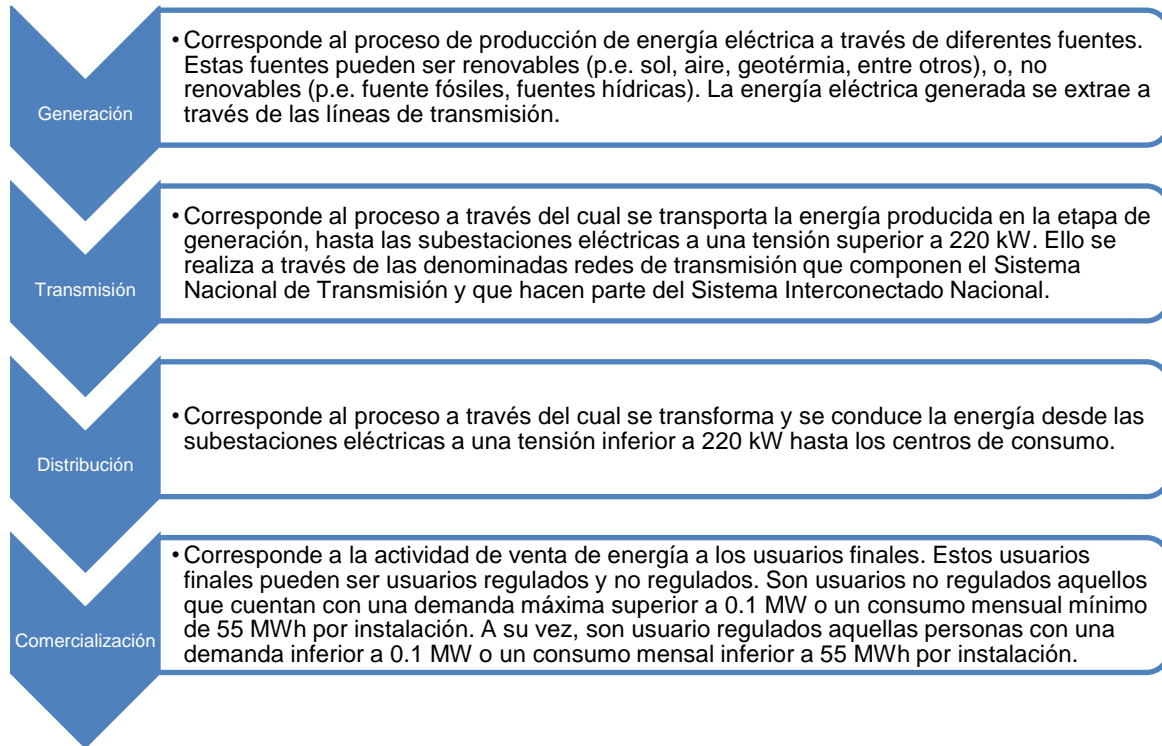 Generación
• Corresponde al proceso de producción de energía eléctrica a través de diferentes fuentes.
Estas fuentes pueden ser renovables (p.e. sol, aire, geotérmia, entre otros), o, no
renovables (p.e. fuente fósiles, fuentes hídricas). La energía eléctrica generada se extrae a
través de las líneas de transmisión.
Transmisión
• Corresponde al proceso a través del cual se transporta la energía producida en la etapa de
generación, hasta las subestaciones eléctricas a una tensión superior a 220 kW. Ello se
realiza a través de las denominadas redes de transmisión que componen el Sistema
Nacional de Transmisión y que hacen parte del Sistema Interconectado Nacional.
Distribución
• Corresponde al proceso a través del cual se transforma y se conduce la energía desde las
subestaciones eléctricas a una tensión inferior a 220 kW hasta los centros de consumo.
Comercialización
• Corresponde a la actividad de venta de energía a los usuarios finales. Estos usuarios
finales pueden ser usuarios regulados y no regulados. Son usuarios no regulados aquellos
que cuentan con una demanda máxima superior a 0.1 MW o un consumo mensual mínimo
de 55 MWh por instalación. A su vez, son usuario regulados aquellas personas con una
demanda inferior a 0.1 MW o un consumo mensal inferior a 55 MWh por instalación.